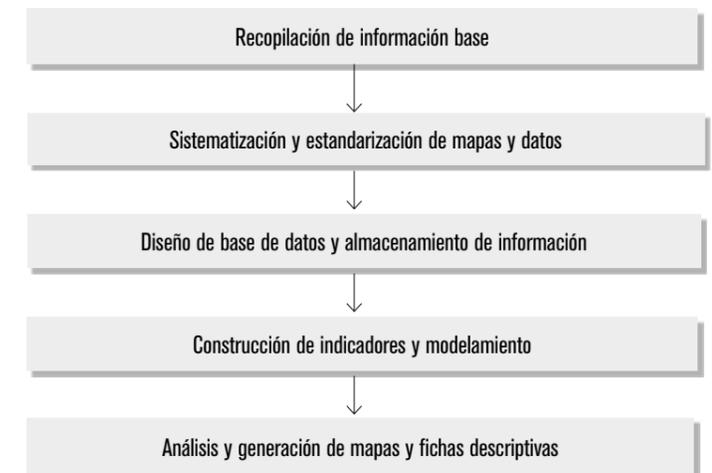 Recopilación de información base
Sistematización y estandarización de mapas y datos
Diseño de base de datos y almacenamiento de información
Construcción de indicadores y modelamiento
Análisis y generación de mapas y fichas descriptivas